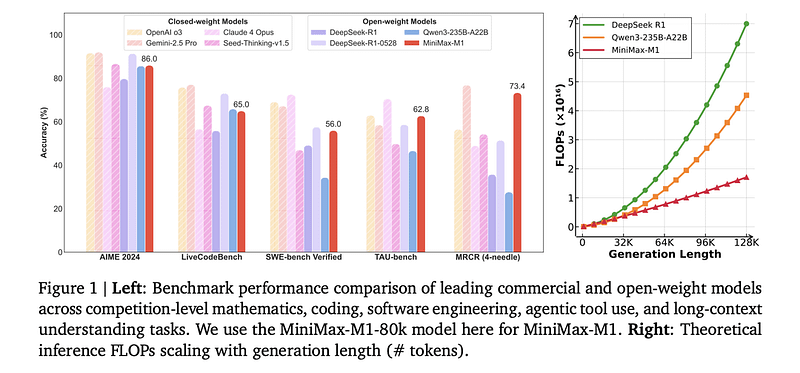 Closed-weight Models
OpenAI o3
Claude 4 Opus
Gemini-2.5 Pro
Seed-Thinking-v1.5
Open-weight Models
DeepSeek-R1
Qwen3-235B-A22B
DeepSeek-R1-0528
MiniMax-M1
Accuracy (%)
100
80
60
40
20
0
86.0
65.0
56.0
62.8
73.4
AIME 2024
LiveCodeBench
SWE-bench Verified
TAU-bench
MRCR (4-needle)
DeepSeek R1
Qwen3-235B-A22B
MiniMax-M1
FLOPs (×10¹⁶)
7
6
5
4
3
2
1
0
0
32K
64K
96K
128K
Generation Length
Figure 1 | Left: Benchmark performance comparison of leading commercial and open-weight models
across competition-level mathematics, coding, software engineering, agentic tool use, and long-context
understanding tasks. We use the MiniMax-M1-80k model here for MiniMax-M1. Right: Theoretical
inference FLOPs scaling with generation length (# tokens).